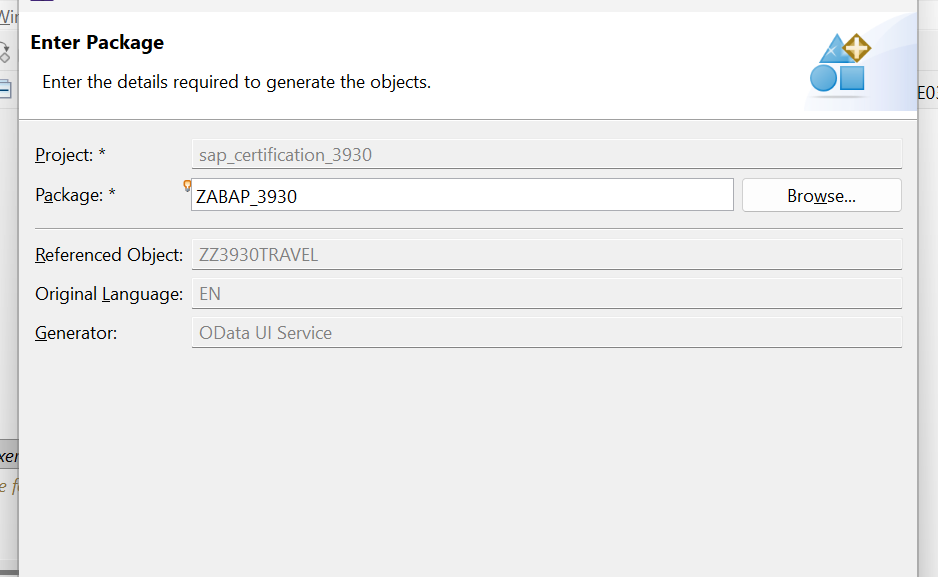 Enter Package
Enter the details required to generate the objects.
E03
Project: *
sap_certification_3930
Package: *
ZABAP_3930
Browse...
Referenced Object:
ZZ3930TRAVEL
Original Language:
EN
Generator:
OData UI Service